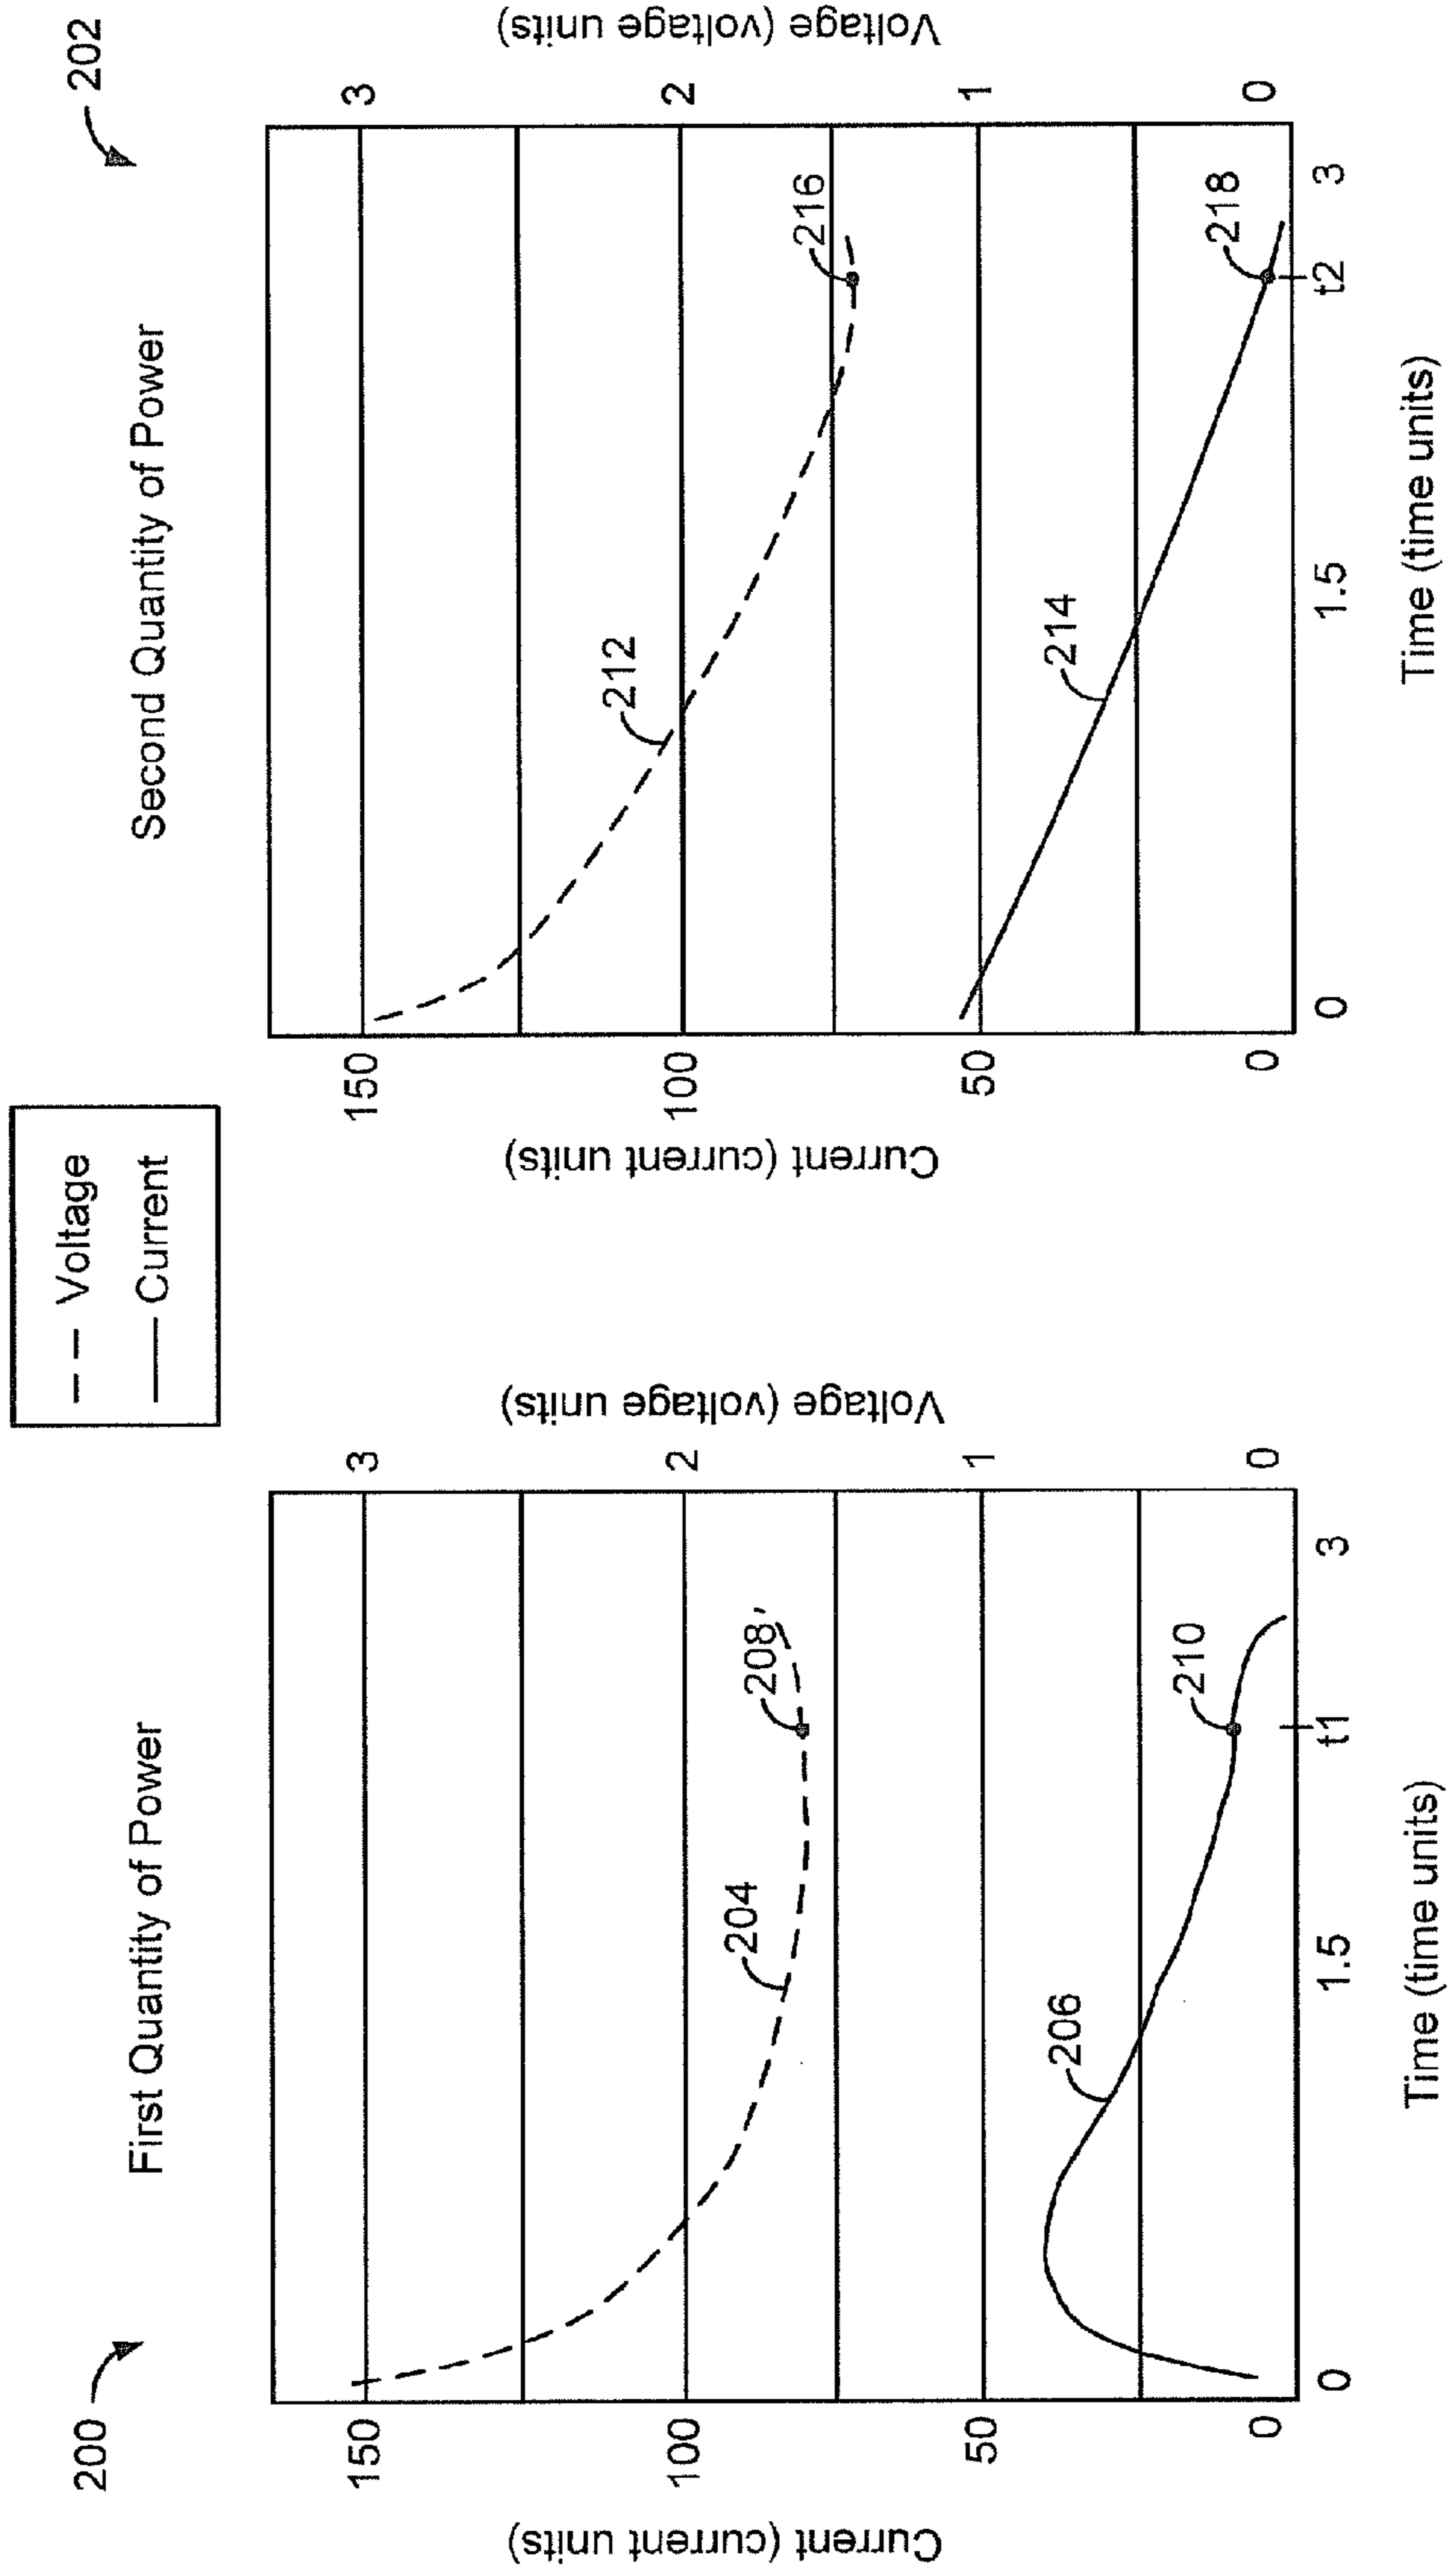 Voltage
Current
200
First Quantity of Power
Current (current units)
150
100
50
0
204
208
206
210
3
2
1
0
Voltage (voltage units)
0
1.5
t1
3
Time (time units)
202
Second Quantity of Power
Current (current units)
150
100
50
0
212
216
214
218
3
2
1
0
Voltage (voltage units)
0
1.5
t2
3
Time (time units)